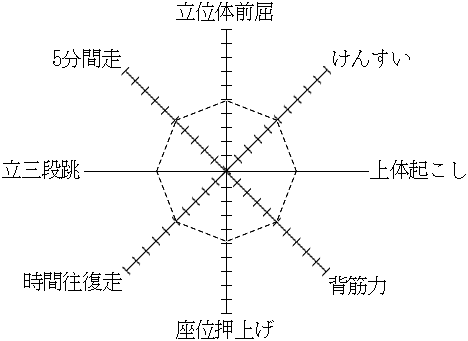 立位体前屈
5分間走
けんすい
立三段跳
上体起こし
時間往復走
背筋力
座位押上げ